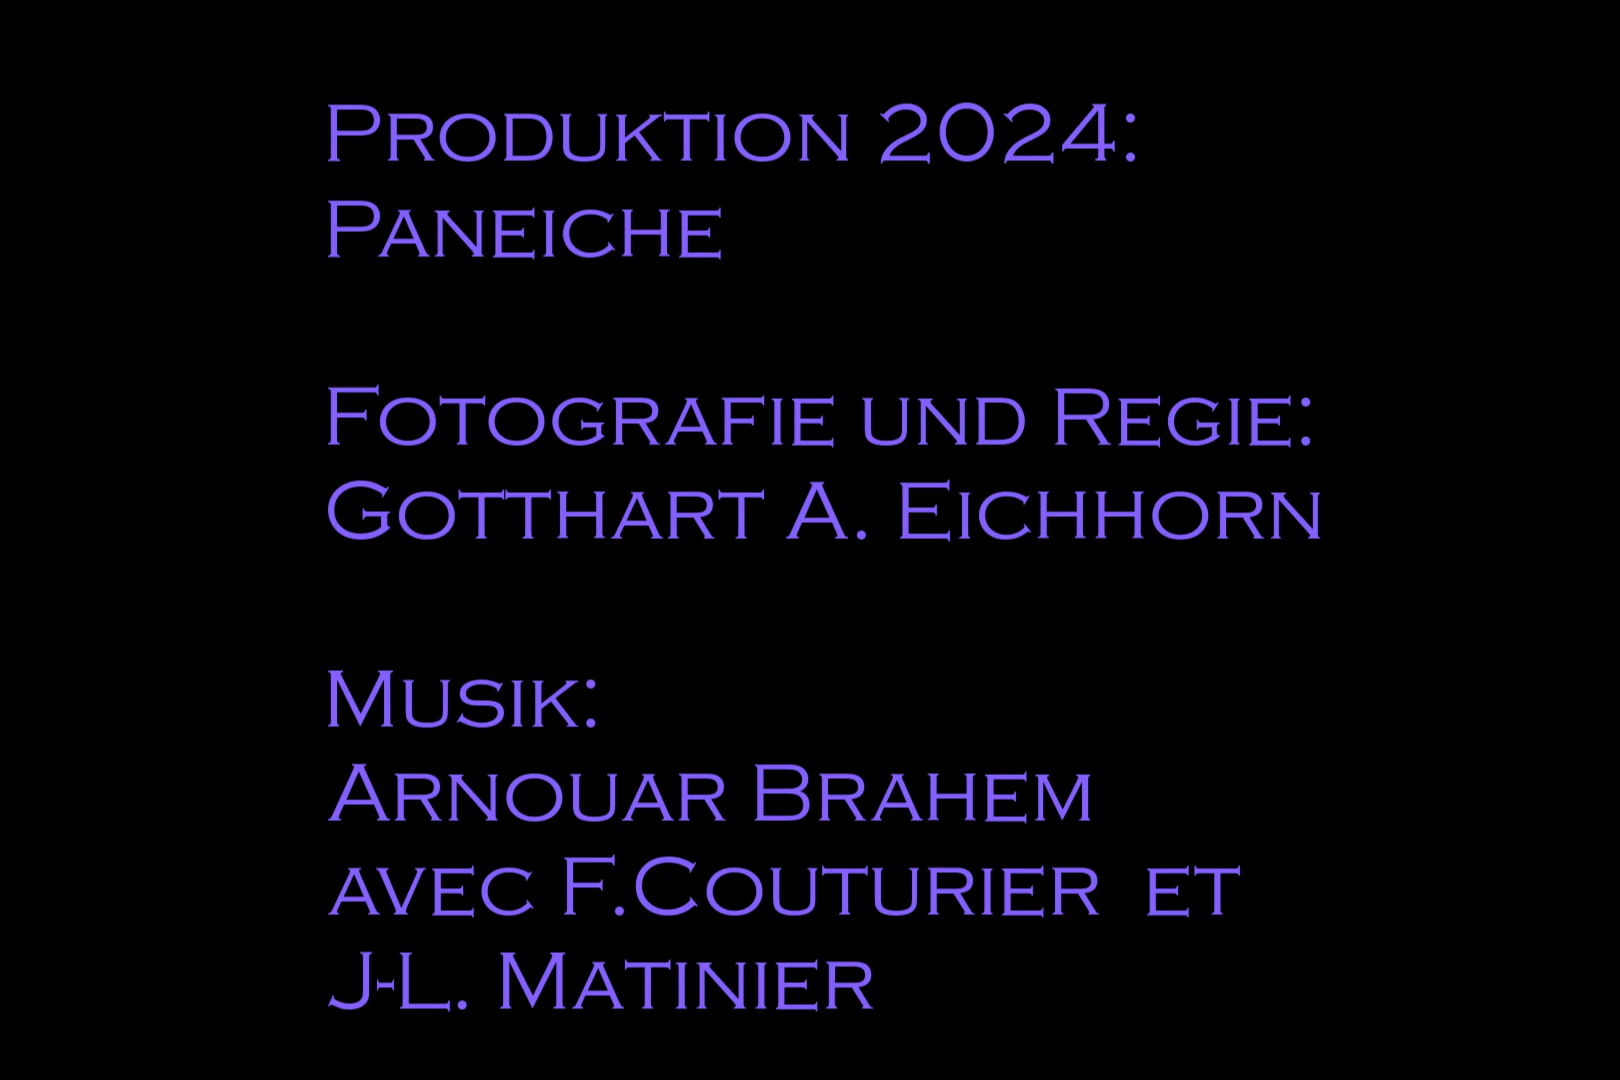 Produktion 2024:
Paneiche
Fotografie und Regie:
Gotthart A. Eichhorn
Musik:
Arnouar Brahem
avec F.Couturier et
J-L. Matinier